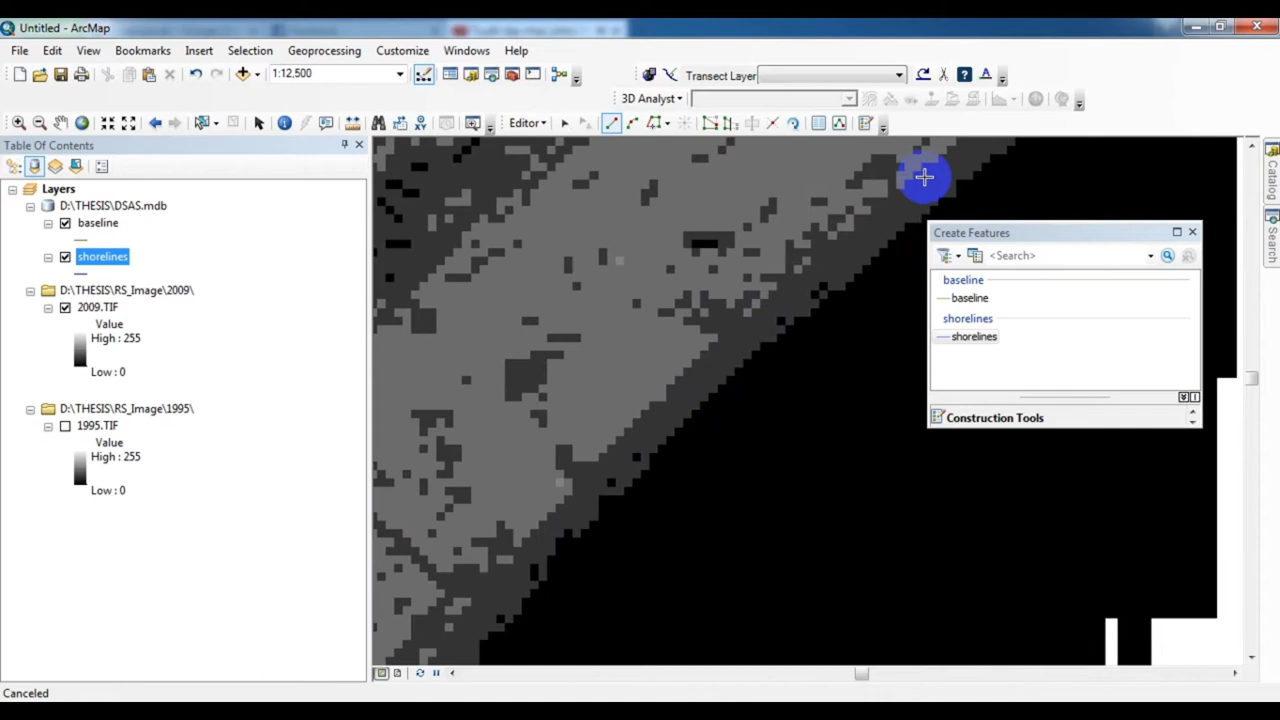 Untitled - ArcMap
File Edit View Bookmarks Insert Selection Geoprocessing Customize Windows Help
1:12,500
Transect Layer
3D Analyst
Editor
Table Of Contents
Layers
D:\THESIS\DSAS.mdb
baseline
shorelines
D:\THESIS\RS_Image\2009\
2009.TIF
Value
High : 255
Low : 0
D:\THESIS\RS_Image\1995\
1995.TIF
Value
High : 255
Low : 0
Create Features
<Search>
baseline
baseline
shorelines
shorelines
Construction Tools
Catalog
Search
Canceled